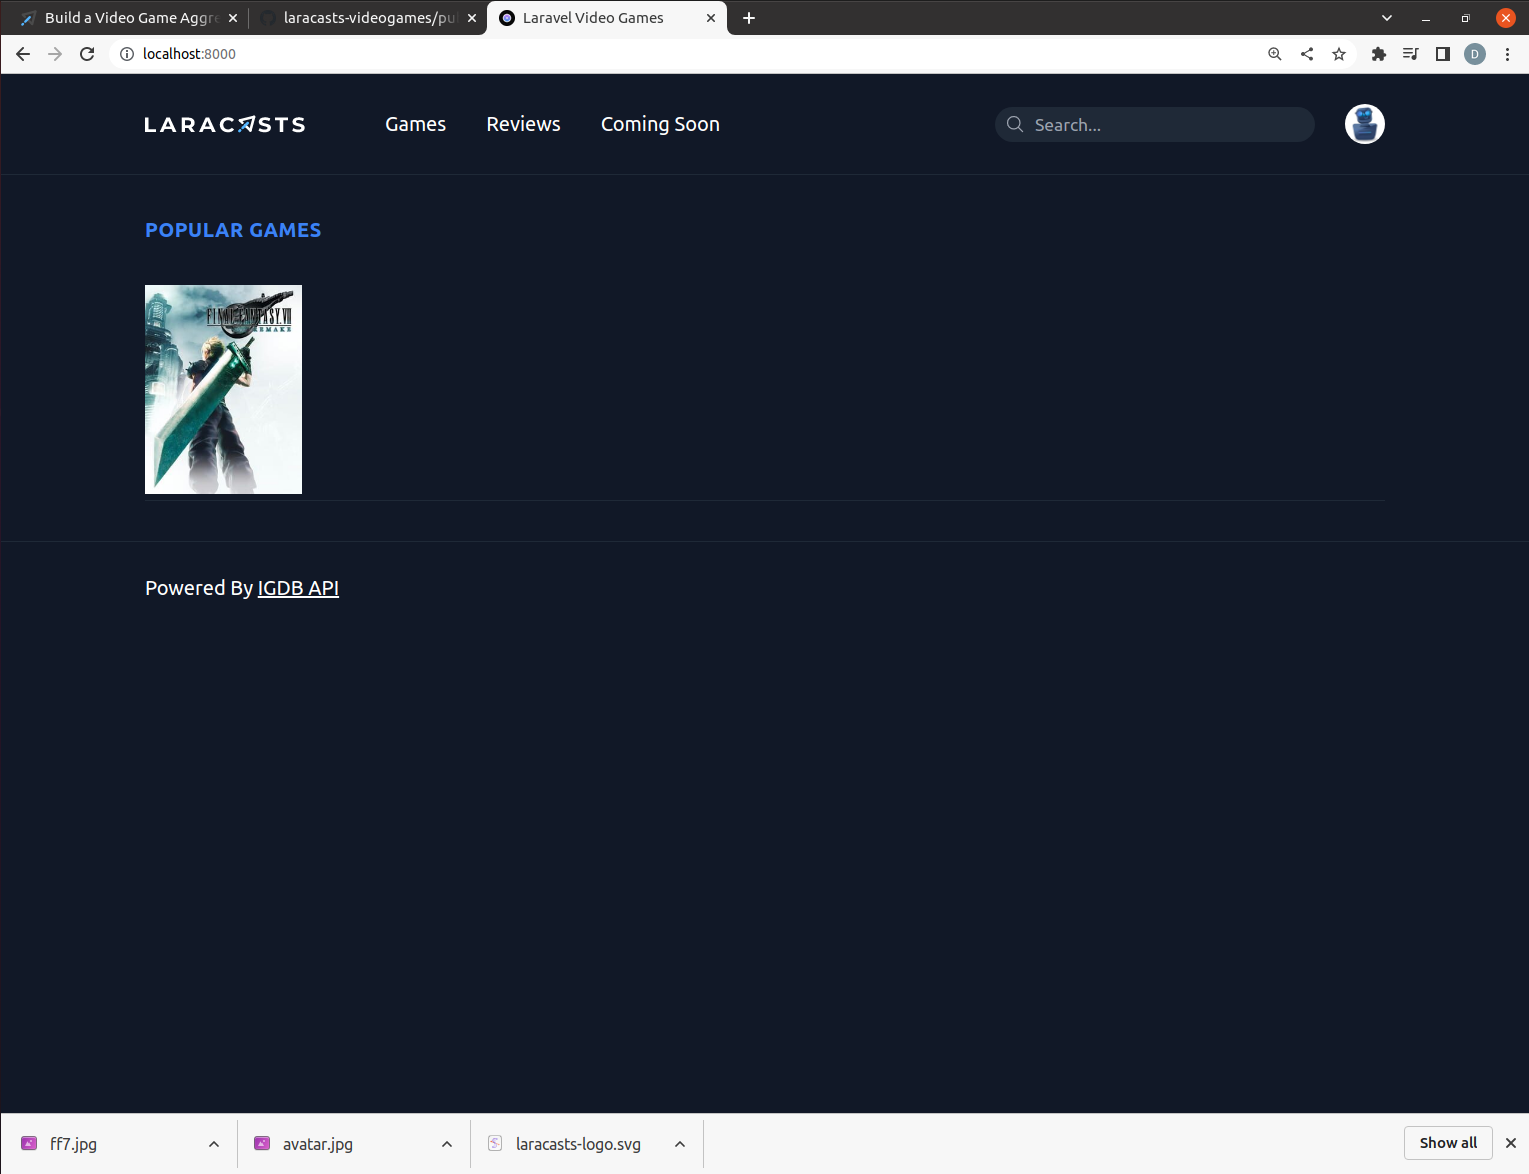 Build a Video Game Aggre
laracasts-videogames/pu
Laravel Video Games
localhost:8000
D
LARACASTS
Games
Reviews
Coming Soon
Search...
POPULAR GAMES
FINAL FANTASY VII
REMAKE
Powered By IGDB API
ff7.jpg
avatar.jpg
laracasts-logo.svg
Show all